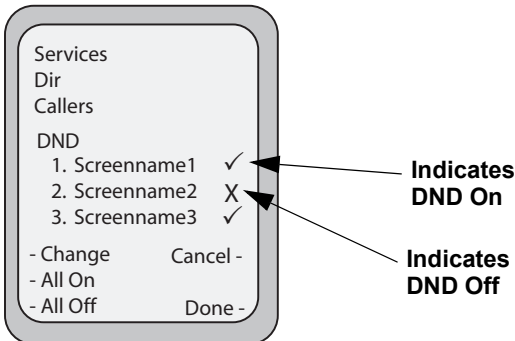 Services
Dir
Callers
DND
1. Screenname1 ✓
2. Screenname2 X
3. Screenname3 ✓
- Change Cancel -
- All On
- All Off Done -
Indicates
DND On
Indicates
DND Off